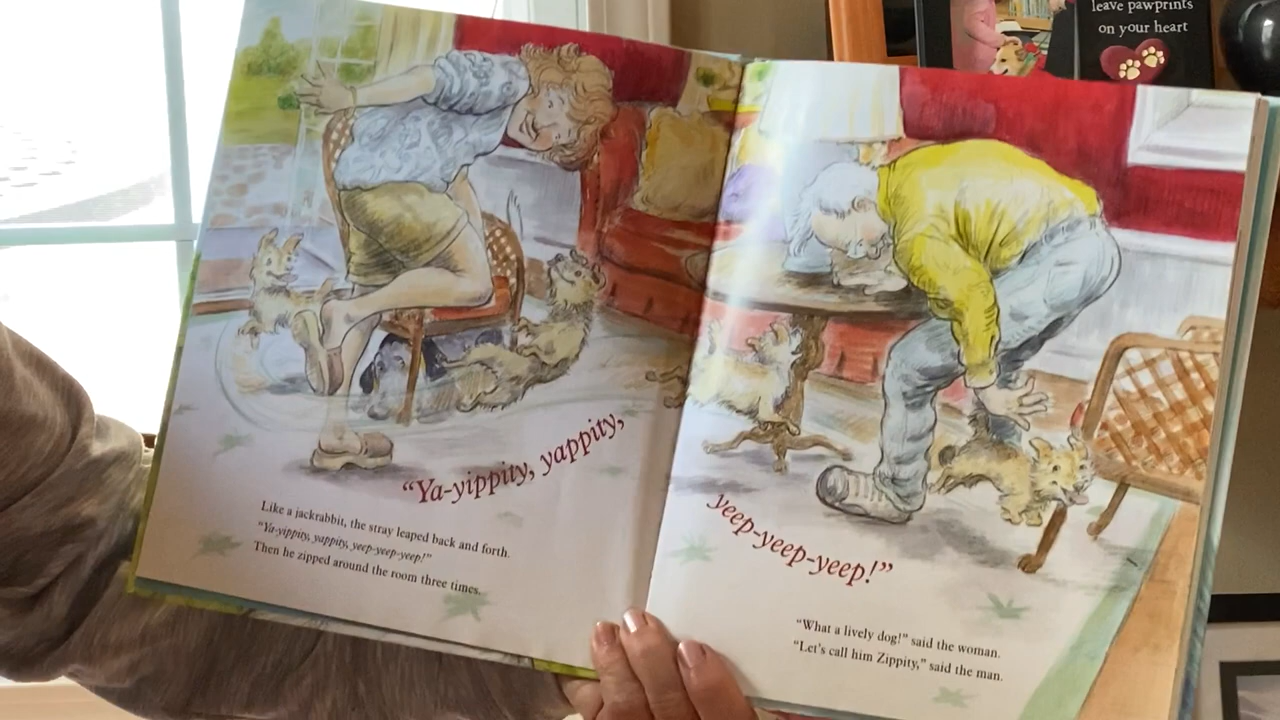 leave pawprints
on your heart
“Ya-yippity, yappity,
Like a jackrabbit, the stray leaped back and forth.
“Ya-yippity, yappity, yeep-yeep-yeep!”
Then he zipped around the room three times.
yeep-yeep-yeep!”
“What a lively dog!” said the woman.
“Let’s call him Zippity,” said the man.